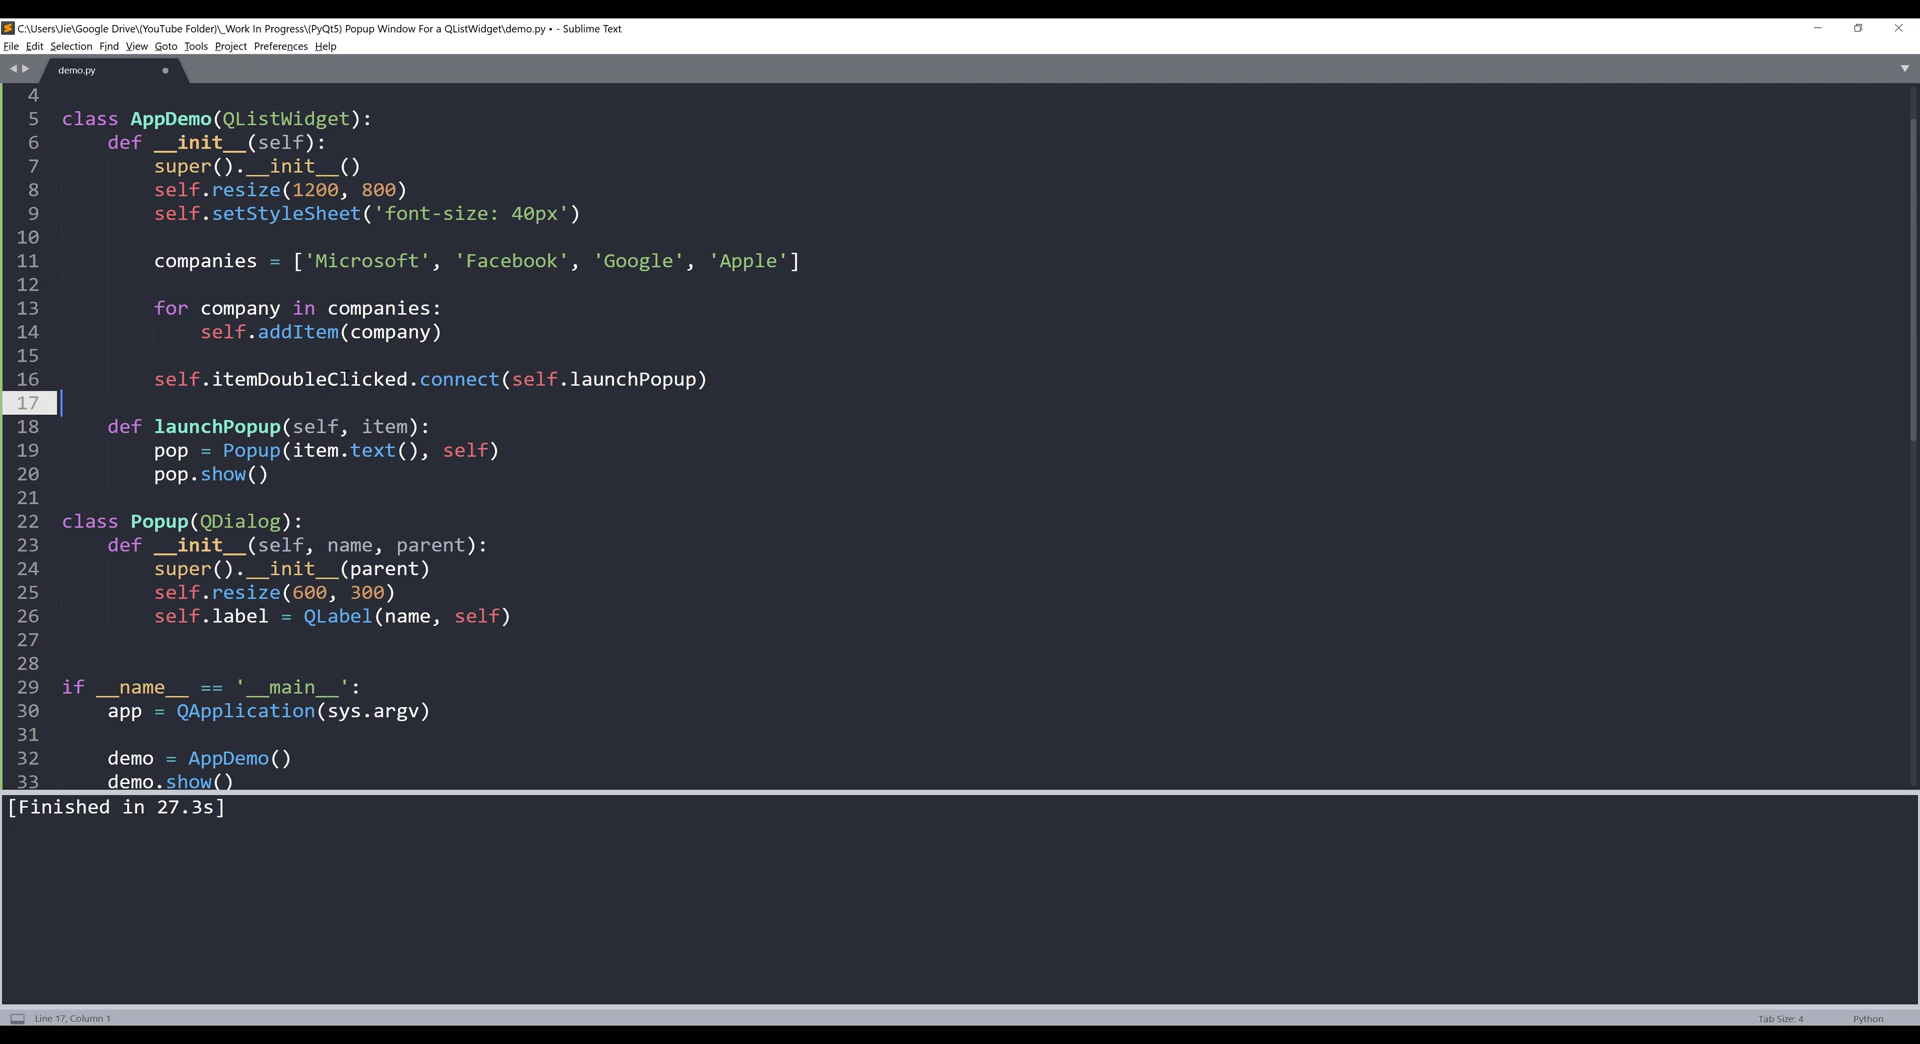 C:\Users\Jie\Google Drive\(YouTube Folder)\_Work In Progress\(PyQt5) Popup Window For a QListWidget\demo.py • - Sublime Text
File Edit Selection Find View Goto Tools Project Preferences Help
demo.py
4
5 class AppDemo(QListWidget):
6     def __init__(self):
7         super().__init__()
8         self.resize(1200, 800)
9         self.setStyleSheet('font-size: 40px')
10
11         companies = ['Microsoft', 'Facebook', 'Google', 'Apple']
12
13         for company in companies:
14             self.addItem(company)
15
16         self.itemDoubleClicked.connect(self.launchPopup)
17
18     def launchPopup(self, item):
19         pop = Popup(item.text(), self)
20         pop.show()
21
22 class Popup(QDialog):
23     def __init__(self, name, parent):
24         super().__init__(parent)
25         self.resize(600, 300)
26         self.label = QLabel(name, self)
27
28
29 if __name__ == '__main__':
30     app = QApplication(sys.argv)
31
32     demo = AppDemo()
33     demo.show()
[Finished in 27.3s]
Line 17, Column 1 Tab Size: 4 Python